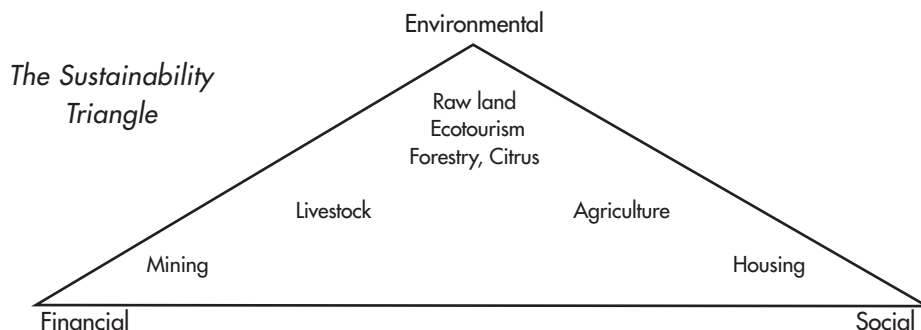 Environmental
The Sustainability
Triangle
Raw land
Ecotourism
Forestry, Citrus
Livestock
Agriculture
Mining
Housing
Financial
Social